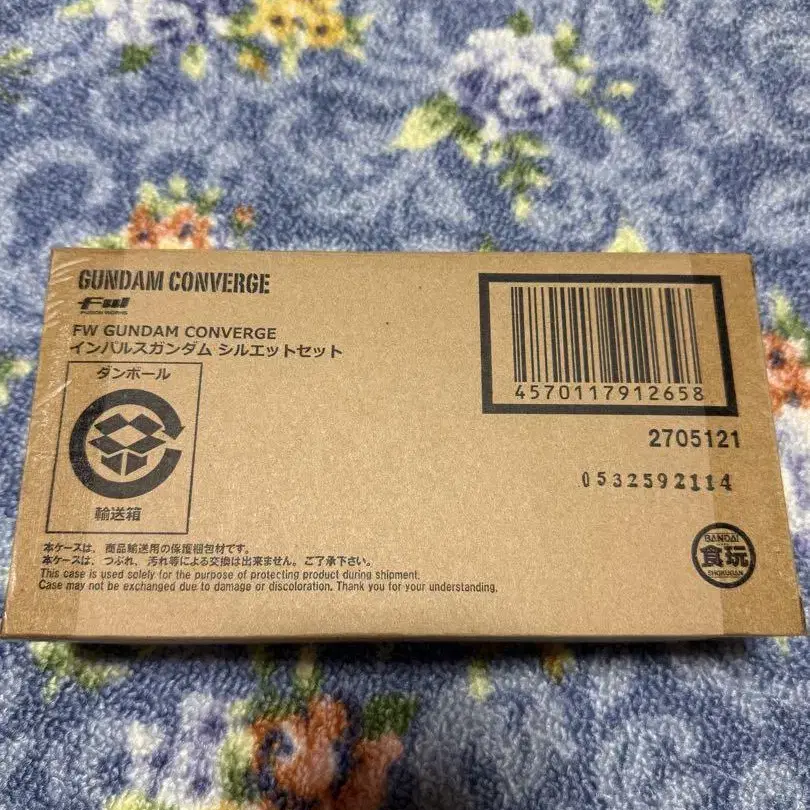 GUNDAM CONVERGE
FW
FUSION WORKS
FW GUNDAM CONVERGE
インパルスガンダム シルエットセット
ダンボール
輸送箱
4570117912658
2705121
0532592114
本ケースは、商品輸送用の保護梱包材です。
本ケースは、つぶれ、汚れ等による交換は出来ません。ご了承下さい。
This case is used solely for the purpose of protecting product during shipment.
Case may not be exchanged due to damage or discoloration. Thank you for your understanding.
BANDAI
食玩
SHOKUGAN